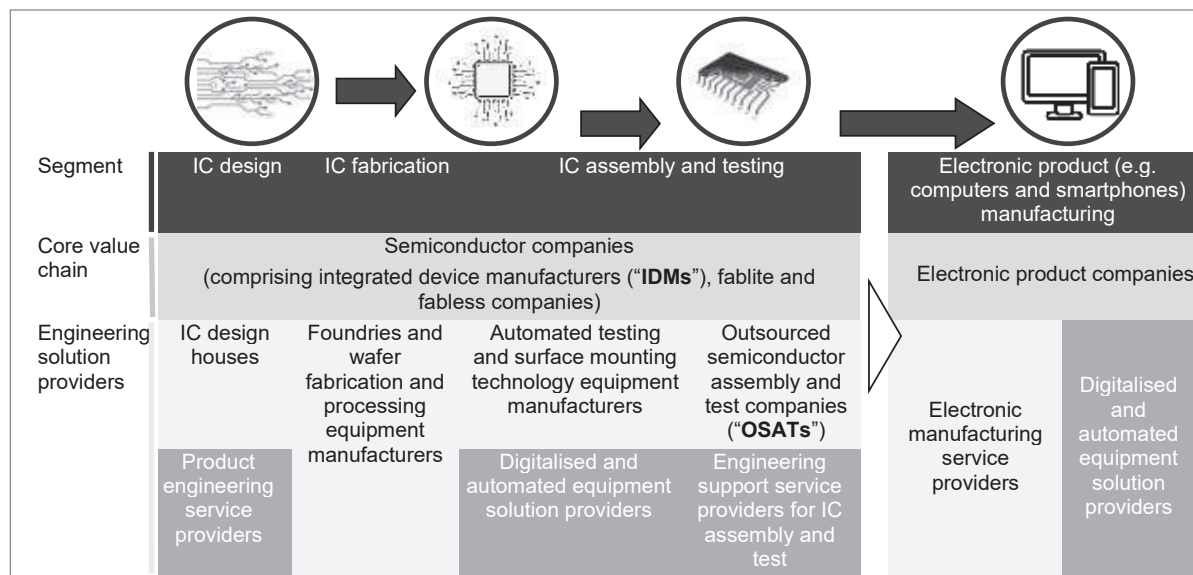 Segment
IC design
IC fabrication
IC assembly and testing
Electronic product (e.g.
computers and smartphones)
manufacturing
Core value
chain
Semiconductor companies
(comprising integrated device manufacturers (“IDMs”), fablite and
fabless companies)
Electronic product companies
Engineering
solution
providers
IC design
houses
Foundries and
wafer
fabrication and
processing
equipment
manufacturers
Automated testing
and surface mounting
technology equipment
manufacturers
Outsourced
semiconductor
assembly and
test companies
(“OSATs”)
Product
engineering
service
providers
Digitalised and
automated equipment
solution providers
Engineering
support service
providers for IC
assembly and
test
Electronic
manufacturing
service
providers
Digitalised
and
automated
equipment
solution
providers